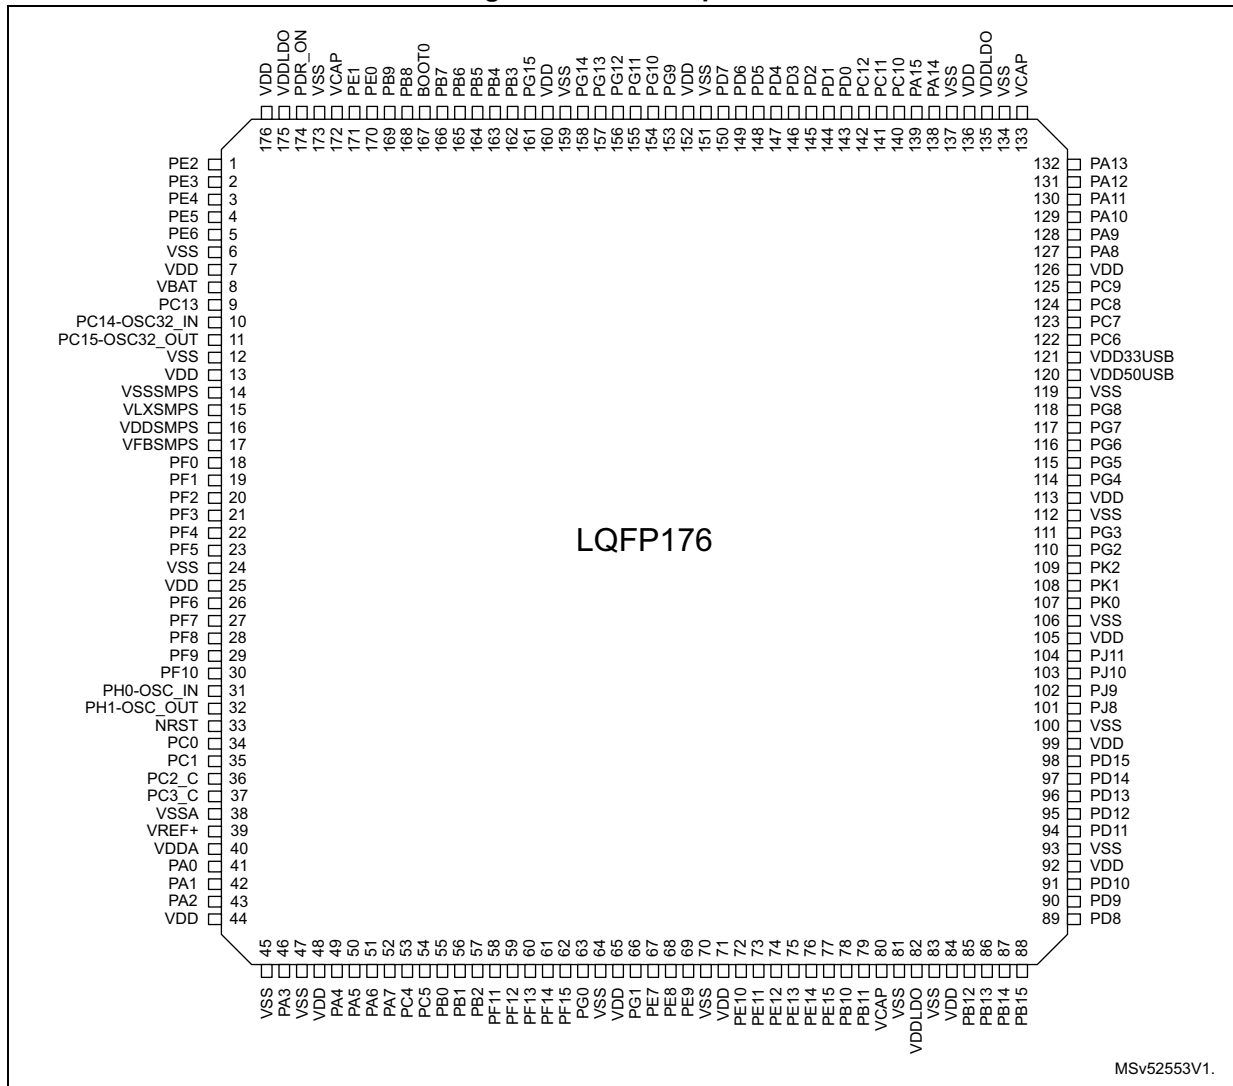 VDD VDDLDO PDR_ON VSS VCAP PE1 PE0 PB9 PB8 BOOT0 PB7 PB6 PB5 PB4 PB3 PG15 VDD VSS PG14 PG13 PG12 PG11 PG10 PG9 VDD VSS PD7 PD6 PD5 PD4 PD3 PD2 PD1 PD0 PC12 PC11 PC10 PA15 PA14 VSS VDD VDDLDO VSS VCAP
176 175 174 173 172 171 170 169 168 167 166 165 164 163 162 161 160 159 158 157 156 155 154 153 152 151 150 149 148 147 146 145 144 143 142 141 140 139 138 137 136 135 134 133
PE2 1 132 PA13
PE3 2 131 PA12
PE4 3 130 PA11
PE5 4 129 PA10
PE6 5 128 PA9
VSS 6 127 PA8
VDD 7 126 VDD
VBAT 8 125 PC9
PC13 9 124 PC8
PC14-OSC32_IN 10 123 PC7
PC15-OSC32_OUT 11 122 PC6
VSS 12 121 VDD33USB
VDD 13 120 VDD50USB
VSSSMPS 14 119 VSS
VLXSMPS 15 118 PG8
VDDSMPS 16 117 PG7
VFBSMPS 17 116 PG6
PF0 18 115 PG5
PF1 19 114 PG4
PF2 20 113 VDD
PF3 21 112 VSS
PF4 22 111 PG3
PF5 23 110 PG2
VSS 24 109 PK2
VDD 25 108 PK1
PF6 26 107 PK0
PF7 27 106 VSS
PF8 28 105 VDD
PF9 29 104 PJ11
PF10 30 103 PJ10
PH0-OSC_IN 31 102 PJ9
PH1-OSC_OUT 32 101 PJ8
NRST 33 100 VSS
PC0 34 99 VDD
PC1 35 98 PD15
PC2_C 36 97 PD14
PC3_C 37 96 PD13
VSSA 38 95 PD12
VREF+ 39 94 PD11
VDDA 40 93 VSS
PA0 41 92 VDD
PA1 42 91 PD10
PA2 43 90 PD9
VDD 44 89 PD8
LQFP176
45 46 47 48 49 50 51 52 53 54 55 56 57 58 59 60 61 62 63 64 65 66 67 68 69 70 71 72 73 74 75 76 77 78 79 80 81 82 83 84 85 86 87 88
VSS PA3 VSS VDD PA4 PA5 PA6 PA7 PC4 PC5 PB0 PB1 PB2 PF11 PF12 PF13 PF14 PF15 PG0 VSS VDD PG1 PE7 PE8 PE9 VSS VDD PE10 PE11 PE12 PE13 PE14 PE15 PB10 PB11 VCAP VSS VDDLDO VSS VDD PB12 PB13 PB14 PB15
MSv52553V1.